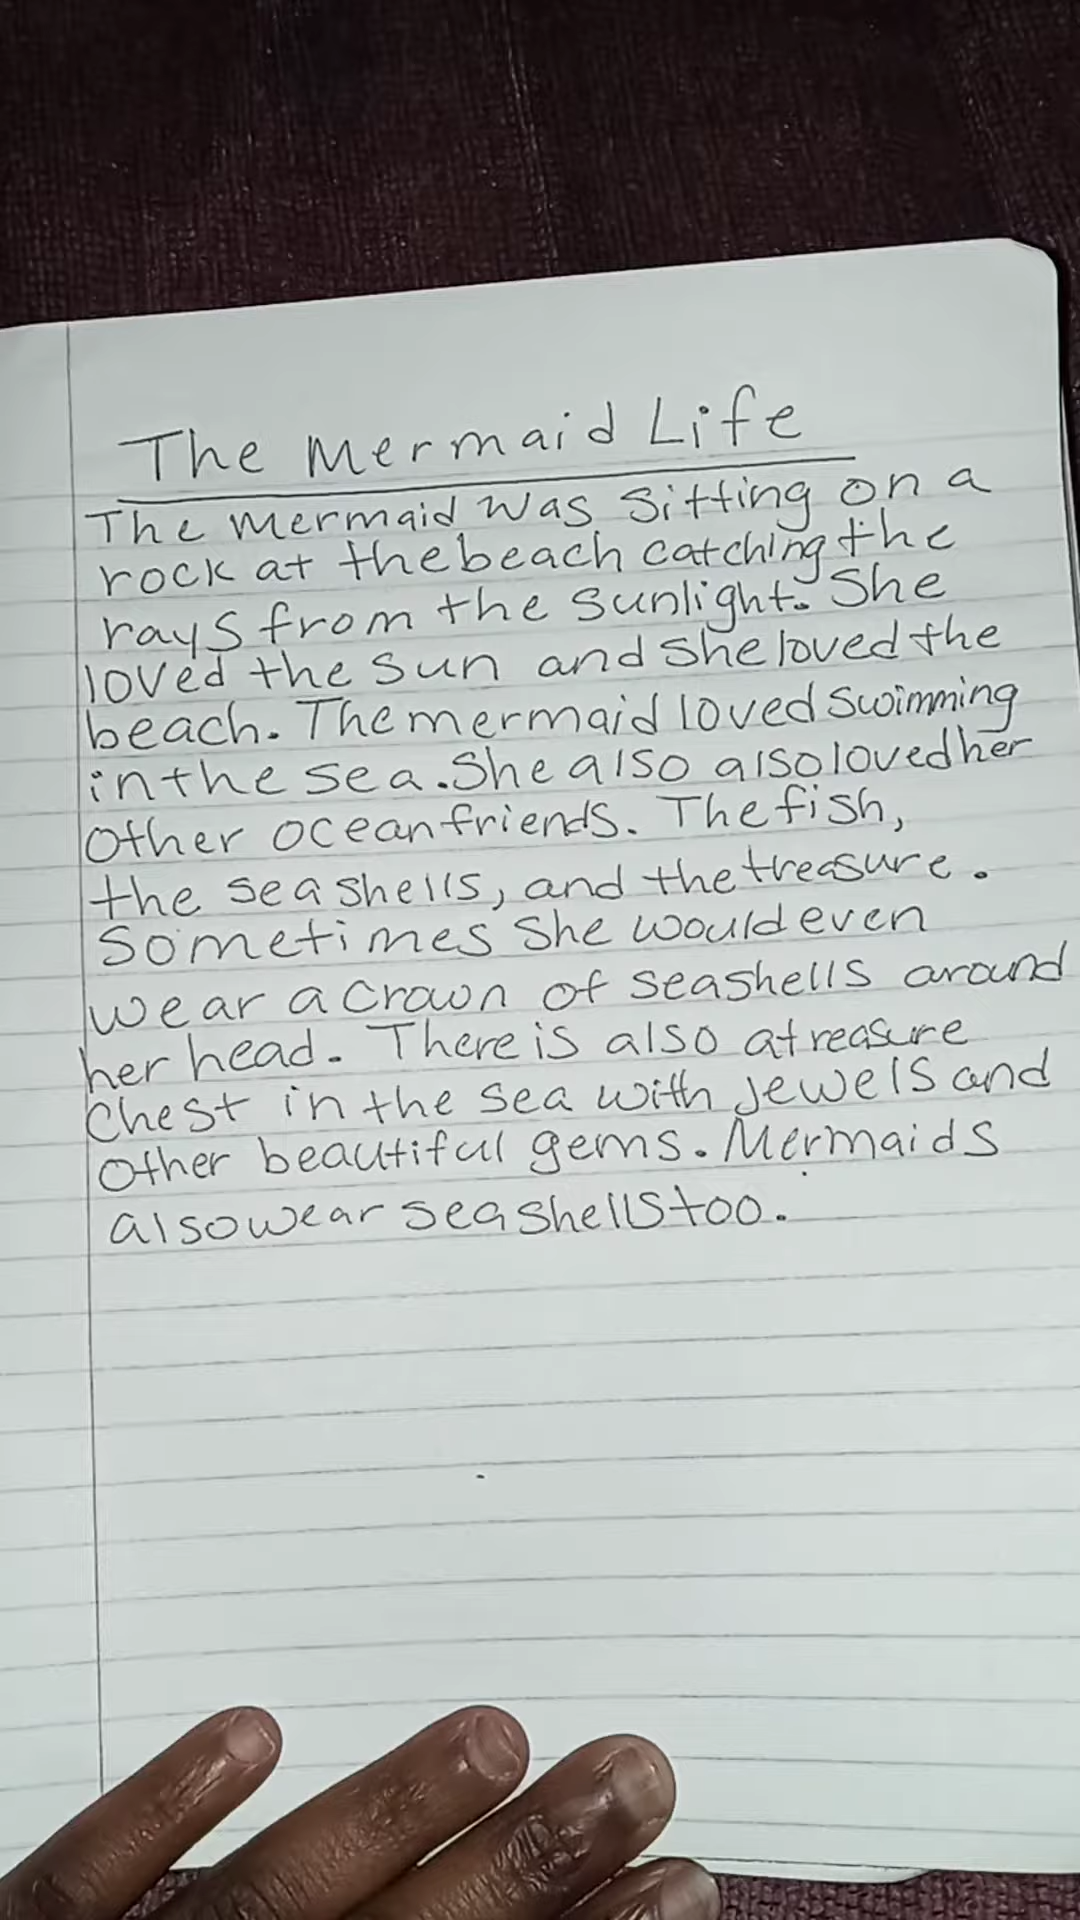 The Mermaid Life
The mermaid was sitting on a
rock at the beach catching the
rays from the sunlight. She
loved the sun and she loved the
beach. The mermaid loved swimming
in the sea. She also also loved her
other ocean friends. The fish,
the seashells, and the treasure.
Sometimes she would even
wear a crown of seashells around
her head. There is also a treasure
chest in the sea with jewels and
other beautiful gems. Mermaids
also wear seashells too.